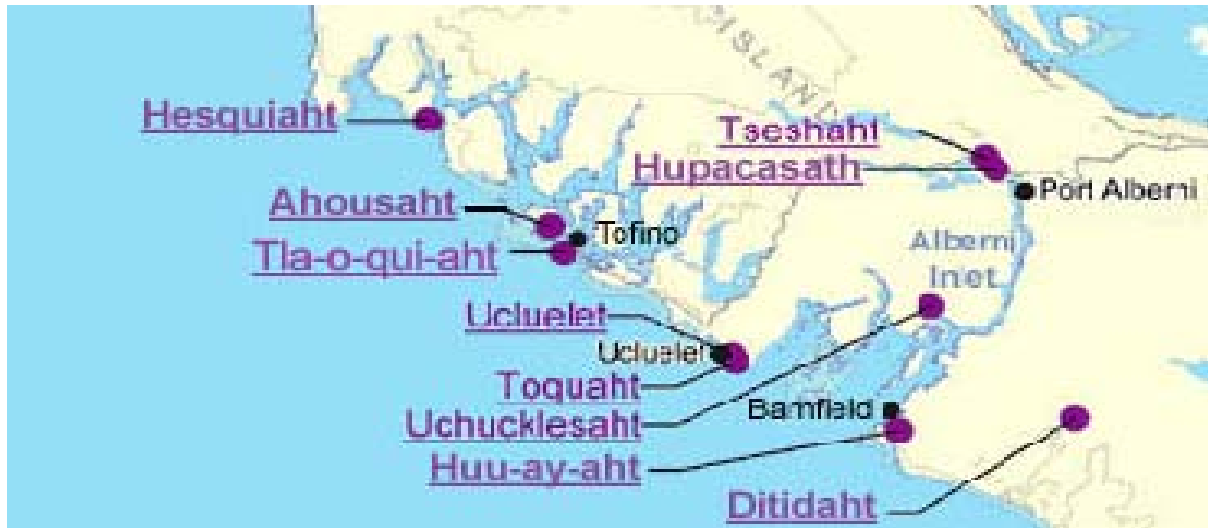 ISLAND
Hesquiaht
Tseshaht
Hupacasath
Port Alberni
Ahousaht
Tofino
Tla-o-qui-aht
Alberni
Inlet
Ucluelet
Ucluelet
Toquaht
Uchucklesaht
Bamfield
Huu-ay-aht
Ditidaht